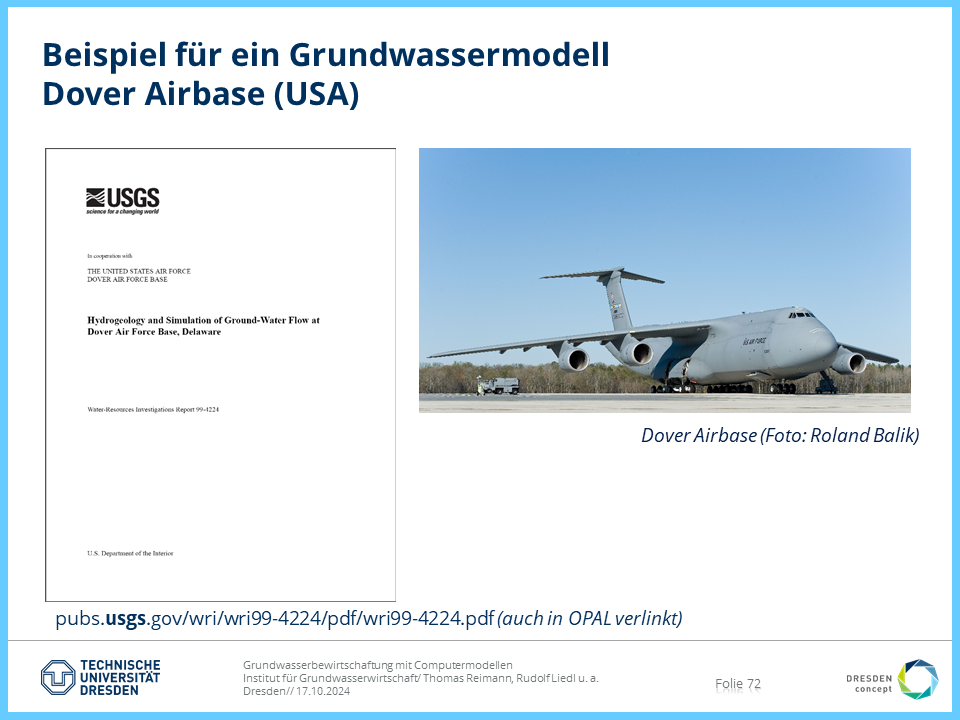 Beispiel für ein Grundwassermodell
Dover Airbase (USA)
USGS
science for a changing world
In cooperation with
THE UNITED STATES AIR FORCE
DOVER AIR FORCE BASE
Hydrogeology and Simulation of Ground-Water Flow at
Dover Air Force Base, Delaware
Water-Resources Investigations Report 99-4224
U.S. Department of the Interior
U.S. AIR FORCE
Dover Airbase (Foto: Roland Balik)
pubs.usgs.gov/wri/wri99-4224/pdf/wri99-4224.pdf (auch in OPAL verlinkt)
TECHNISCHE
UNIVERSITÄT
DRESDEN
Grundwasserbewirtschaftung mit Computermodellen
Institut für Grundwasserwirtschaft/ Thomas Reimann, Rudolf Liedl u. a.
Dresden// 17.10.2024
Folie 72
DRESDEN
concept